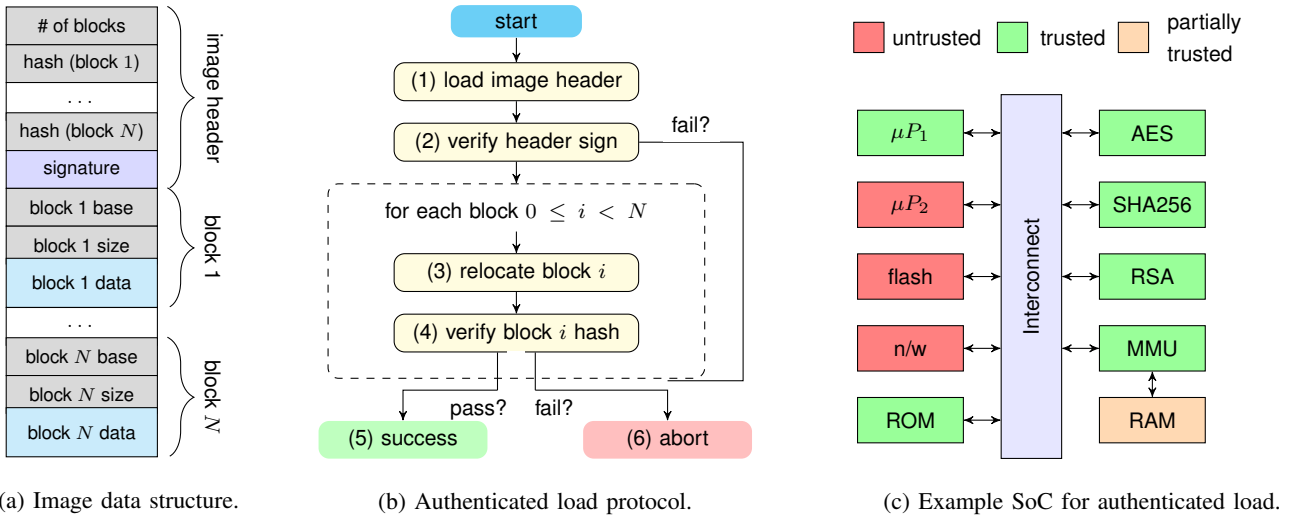 # of blocks
hash (block 1)
. . .
hash (block N)
signature
block 1 base
block 1 size
block 1 data
. . .
block N base
block N size
block N data
image header
block 1
block N
(a) Image data structure.
start
(1) load image header
(2) verify header sign
fail?
for each block 0 ≤ i < N
(3) relocate block i
(4) verify block i hash
pass?
fail?
(5) success
(6) abort
(b) Authenticated load protocol.
untrusted
trusted
partially
trusted
μP₁
μP₂
flash
n/w
ROM
Interconnect
AES
SHA256
RSA
MMU
RAM
(c) Example SoC for authenticated load.